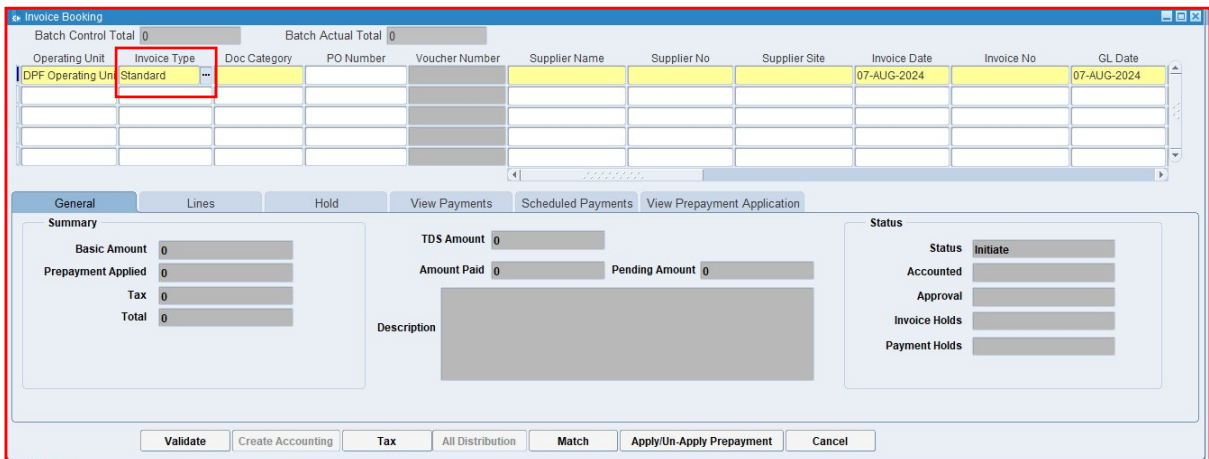 Invoice Booking
Batch Control Total 0 Batch Actual Total 0
Operating Unit Invoice Type Doc Category PO Number Voucher Number Supplier Name Supplier No Supplier Site Invoice Date Invoice No GL Date
DPF Operating Uni Standard ... 07-AUG-2024 07-AUG-2024
General Lines Hold View Payments Scheduled Payments View Prepayment Application
Summary Status
Basic Amount 0 TDS Amount 0 Status Initiate
Prepayment Applied 0 Amount Paid 0 Pending Amount 0 Accounted
Tax 0 Approval
Total 0 Description Invoice Holds
Payment Holds
Validate Create Accounting Tax All Distribution Match Apply/Un-Apply Prepayment Cancel